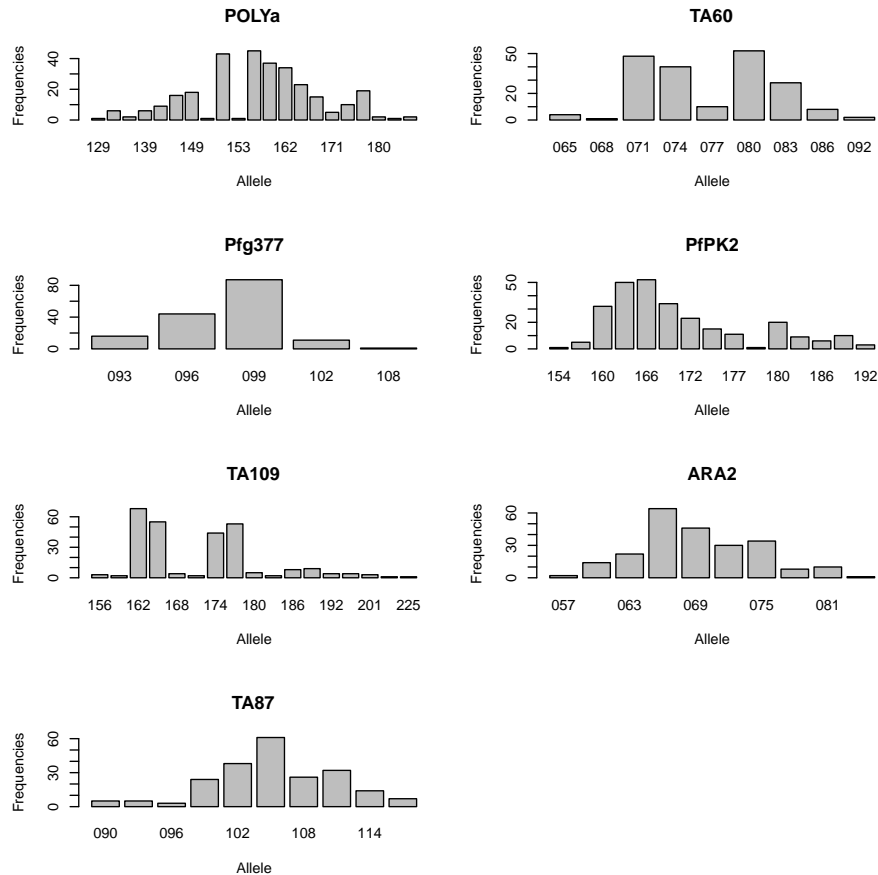 POLYa
Frequencies
0 20 40
129 139 149 153 162 171 180
Allele
TA60
Frequencies
0 20 50
065 068 071 074 077 080 083 086 092
Allele
Pfg377
Frequencies
0 40 80
093 096 099 102 108
Allele
PfPK2
Frequencies
0 20 50
154 160 166 172 177 180 186 192
Allele
TA109
Frequencies
0 30 60
156 162 168 174 180 186 192 201 225
Allele
ARA2
Frequencies
0 30 60
057 063 069 075 081
Allele
TA87
Frequencies
0 30 60
090 096 102 108 114
Allele